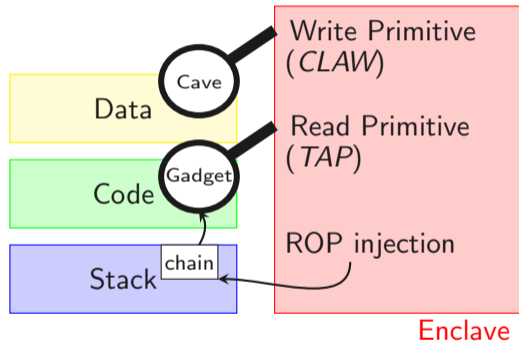 Write Primitive
(CLAW)
Cave
Data
Read Primitive
(TAP)
Gadget
Code
ROP injection
chain
Stack
Enclave